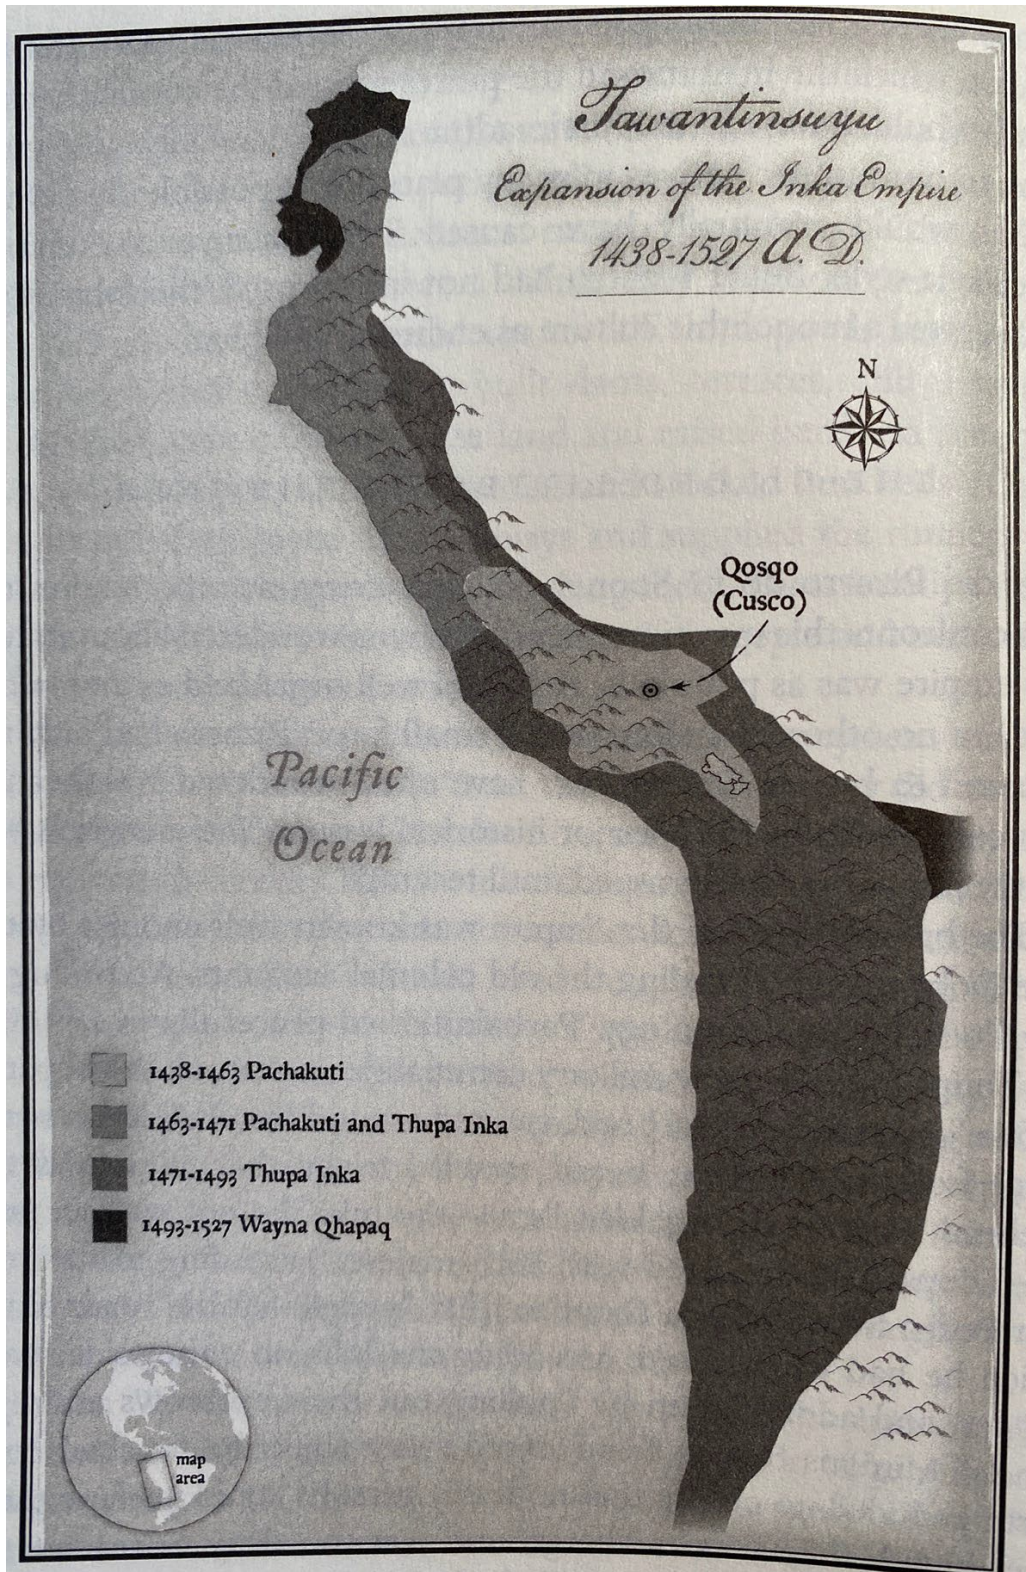 Tawantinsuyu
Expansion of the Inka Empire
1438-1527 A.D.
N
Qosqo
(Cusco)
Pacific
Ocean
1438-1463 Pachakuti
1463-1471 Pachakuti and Thupa Inka
1471-1493 Thupa Inka
1493-1527 Wayna Qhapaq
map
area